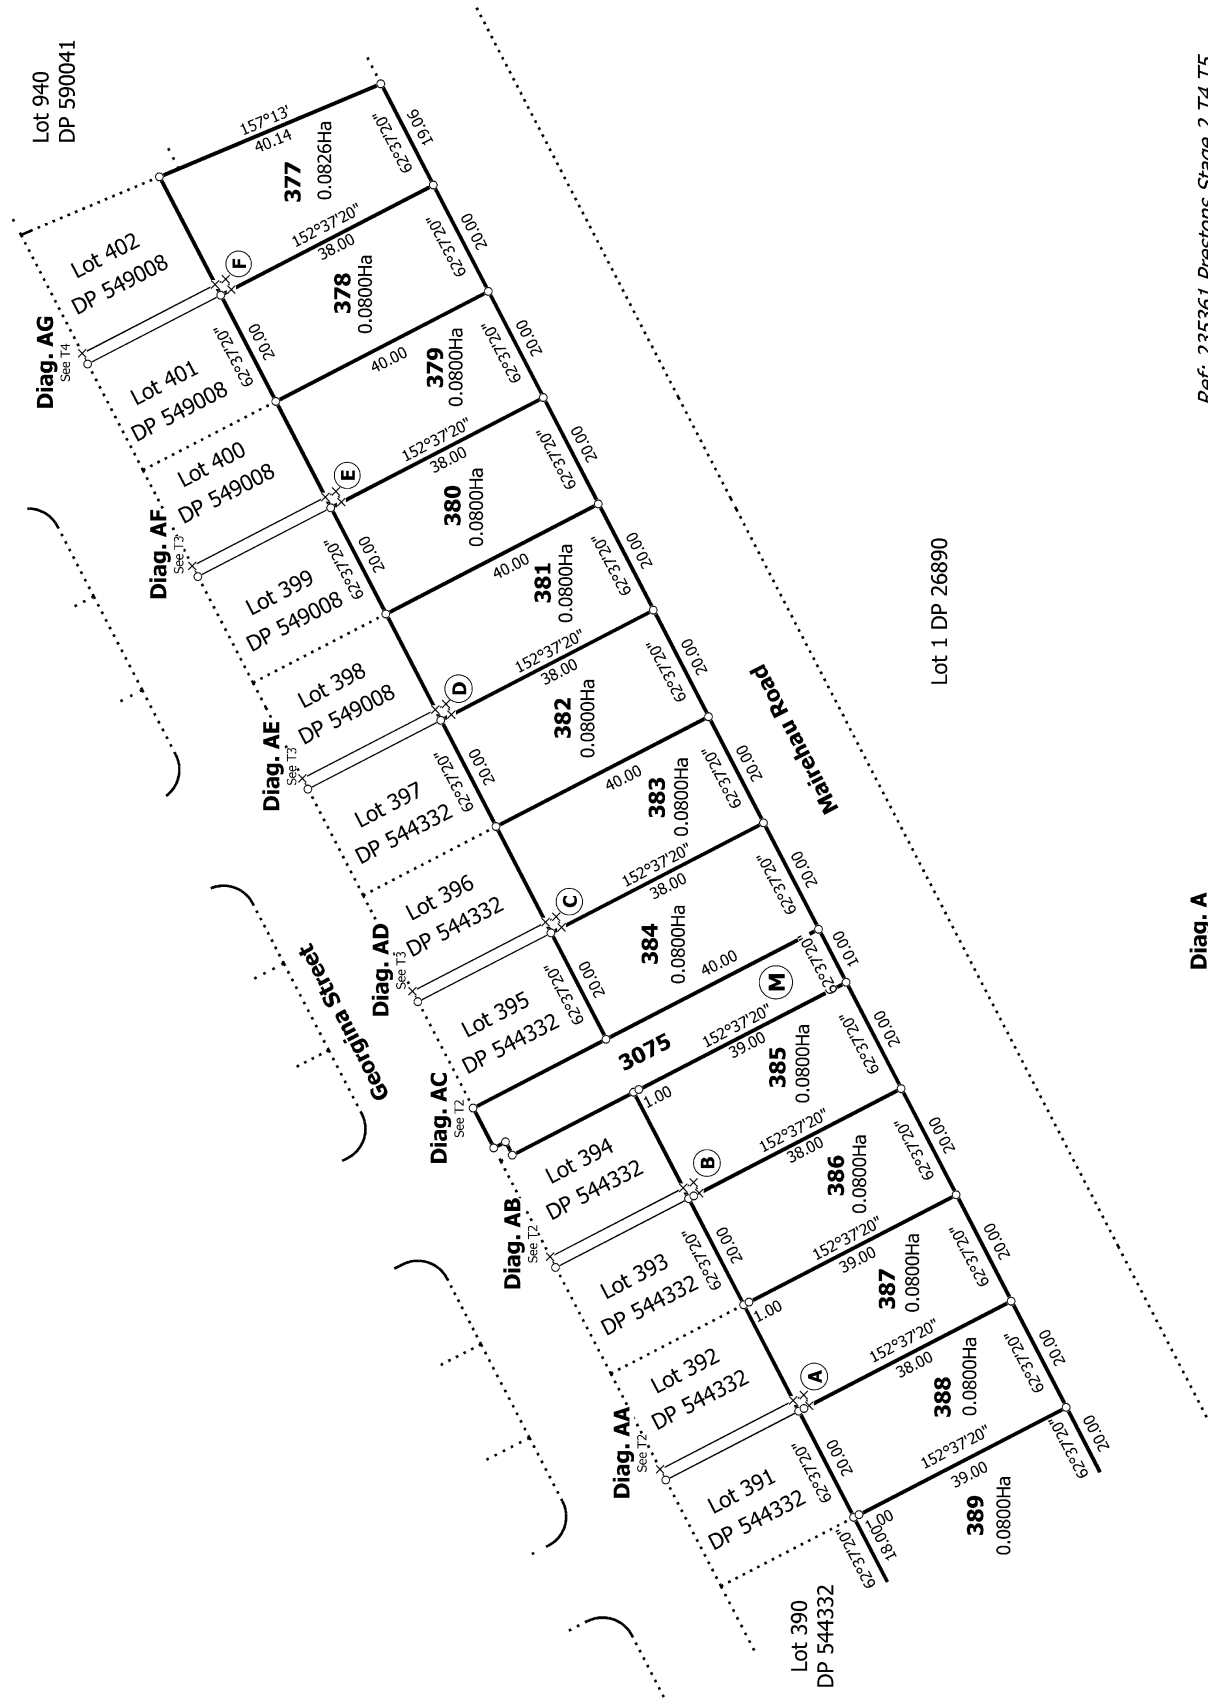 Lot 940
DP 590041
Lot 402
DP 549008
157°13'
40.14
377
0.0826Ha
62°37'20"
19.06
Diag. AG
See T4
F
152°37'20"
38.00
Lot 401
DP 549008
62°37'20"
20.00
378
0.0800Ha
62°37'20"
20.00
40.00
379
0.0800Ha
62°37'20"
20.00
Lot 400
DP 549008
Diag. AF
See T3
E
152°37'20"
38.00
Lot 399
DP 549008
62°37'20"
20.00
380
0.0800Ha
62°37'20"
20.00
40.00
381
0.0800Ha
62°37'20"
20.00
Lot 398
DP 549008
Diag. AE
See T3
D
152°37'20"
38.00
Lot 397
DP 544332
62°37'20"
20.00
382
0.0800Ha
62°37'20"
20.00
40.00
383
0.0800Ha
62°37'20"
20.00
Lot 396
DP 544332
Diag. AD
See T3
C
152°37'20"
38.00
Lot 395
DP 544332
62°37'20"
20.00
384
0.0800Ha
62°37'20"
20.00
40.00
M
62°37'20"
10.00
3075
Diag. AC
See T2
152°37'20"
39.00
1.00
385
0.0800Ha
62°37'20"
20.00
Lot 394
DP 544332
Diag. AB
See T2
B
152°37'20"
38.00
Lot 393
DP 544332
62°37'20"
20.00
386
0.0800Ha
62°37'20"
20.00
152°37'20"
39.00
1.00
387
0.0800Ha
62°37'20"
20.00
Lot 392
DP 544332
Diag. AA
See T2
A
152°37'20"
38.00
Lot 391
DP 544332
62°37'20"
20.00
388
0.0800Ha
62°37'20"
20.00
152°37'20"
39.00
1.00
62°37'20"
18.00
389
0.0800Ha
62°37'20"
20.00
Lot 390
DP 544332
Georgina Street
Mairehau Road
Lot 1 DP 26890
Diag. A
Ref: 235361 Prestons Stage 2 T4 T5